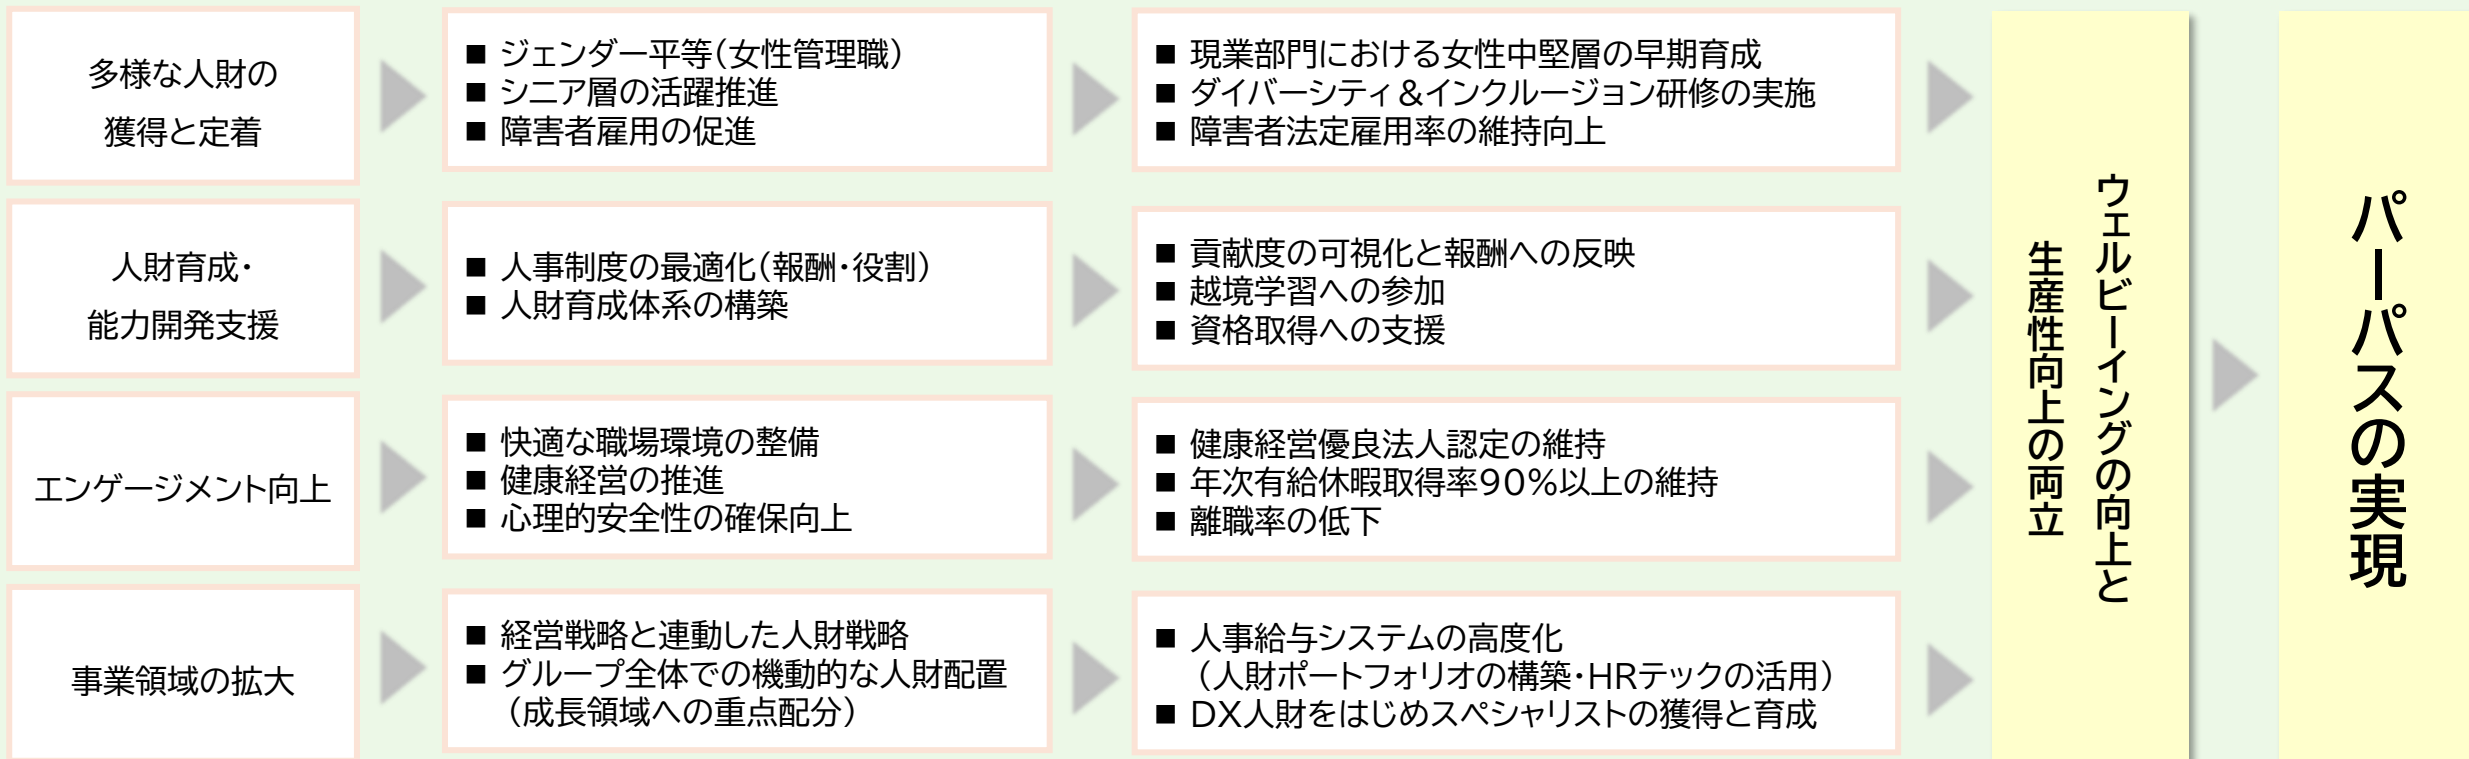 多様な人財の
獲得と定着
■ ジェンダー平等(女性管理職)
■ シニア層の活躍推進
■ 障害者雇用の促進
■ 現業部門における女性中堅層の早期育成
■ ダイバーシティ&インクルージョン研修の実施
■ 障害者法定雇用率の維持向上
人財育成・
能力開発支援
■ 人事制度の最適化(報酬・役割)
■ 人財育成体系の構築
■ 貢献度の可視化と報酬への反映
■ 越境学習への参加
■ 資格取得への支援
エンゲージメント向上
■ 快適な職場環境の整備
■ 健康経営の推進
■ 心理的安全性の確保向上
■ 健康経営優良法人認定の維持
■ 年次有給休暇取得率90%以上の維持
■ 離職率の低下
事業領域の拡大
■ 経営戦略と連動した人財戦略
■ グループ全体での機動的な人財配置
(成長領域への重点配分)
■ 人事給与システムの高度化
(人財ポートフォリオの構築・HRテックの活用)
■ DX人財をはじめスペシャリストの獲得と育成
ウェルビーイングの向上と
生産性向上の両立
パーパスの実現